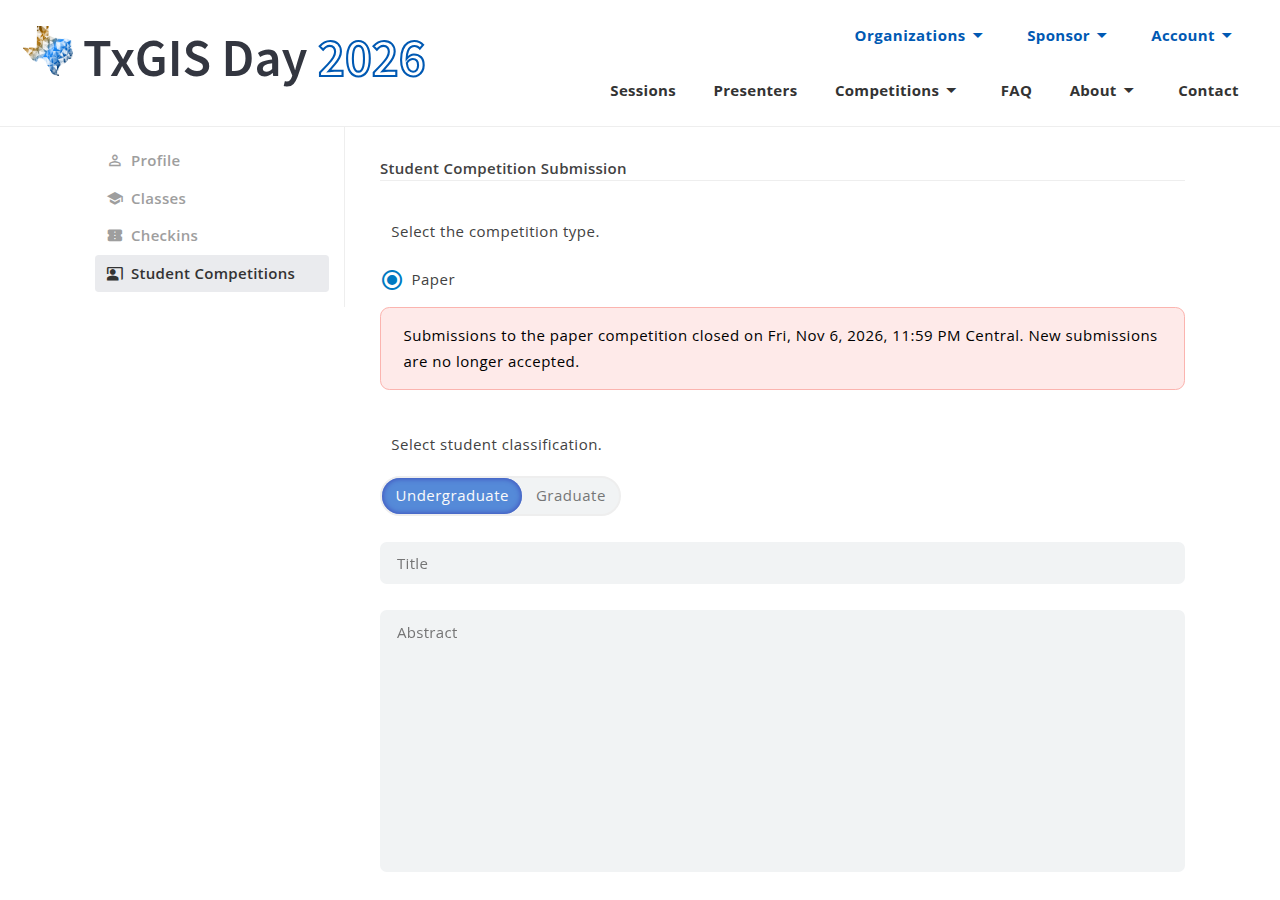 TxGIS Day 2026
Organizations
Sponsor
Account
Sessions
Presenters
Competitions
FAQ
About
Contact
Profile
Classes
Checkins
Student Competitions
Student Competition Submission
Select the competition type.
Paper
Submissions to the paper competition closed on Fri, Nov 6, 2026, 11:59 PM Central. New submissions
are no longer accepted.
Select student classification.
Undergraduate
Graduate
Title
Abstract